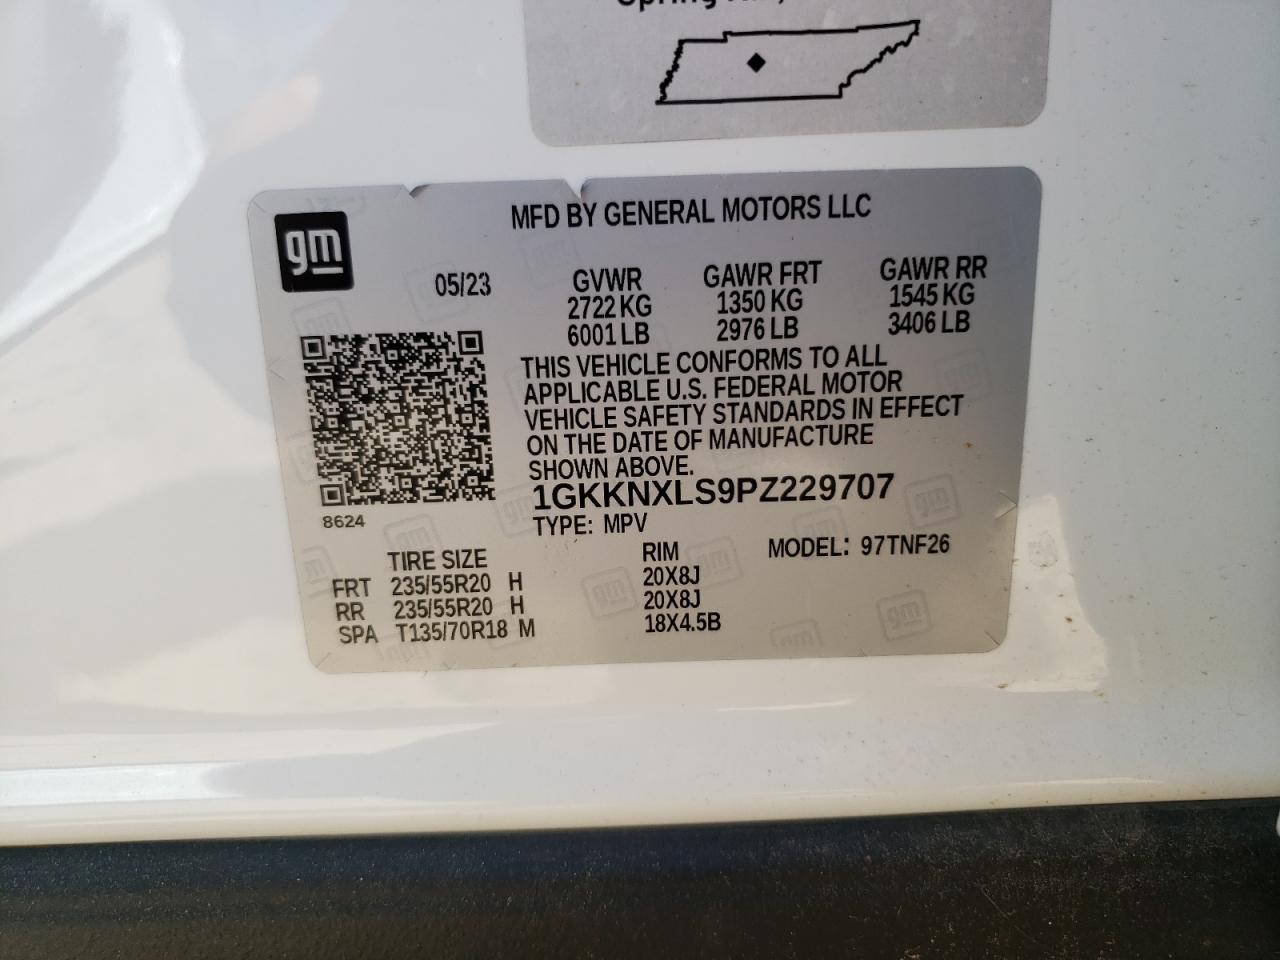 Spring
gm
MFD BY GENERAL MOTORS LLC
05/23 GVWR GAWR FRT GAWR RR
2722 KG 1350 KG 1545 KG
6001 LB 2976 LB 3406 LB
THIS VEHICLE CONFORMS TO ALL
APPLICABLE U.S. FEDERAL MOTOR
VEHICLE SAFETY STANDARDS IN EFFECT
ON THE DATE OF MANUFACTURE
SHOWN ABOVE.
1GKKNXLS9PZ229707
8624
TYPE: MPV
TIRE SIZE RIM MODEL: 97TNF26
FRT 235/55R20 H 20X8J
RR 235/55R20 H 20X8J
SPA T135/70R18 M 18X4.5B